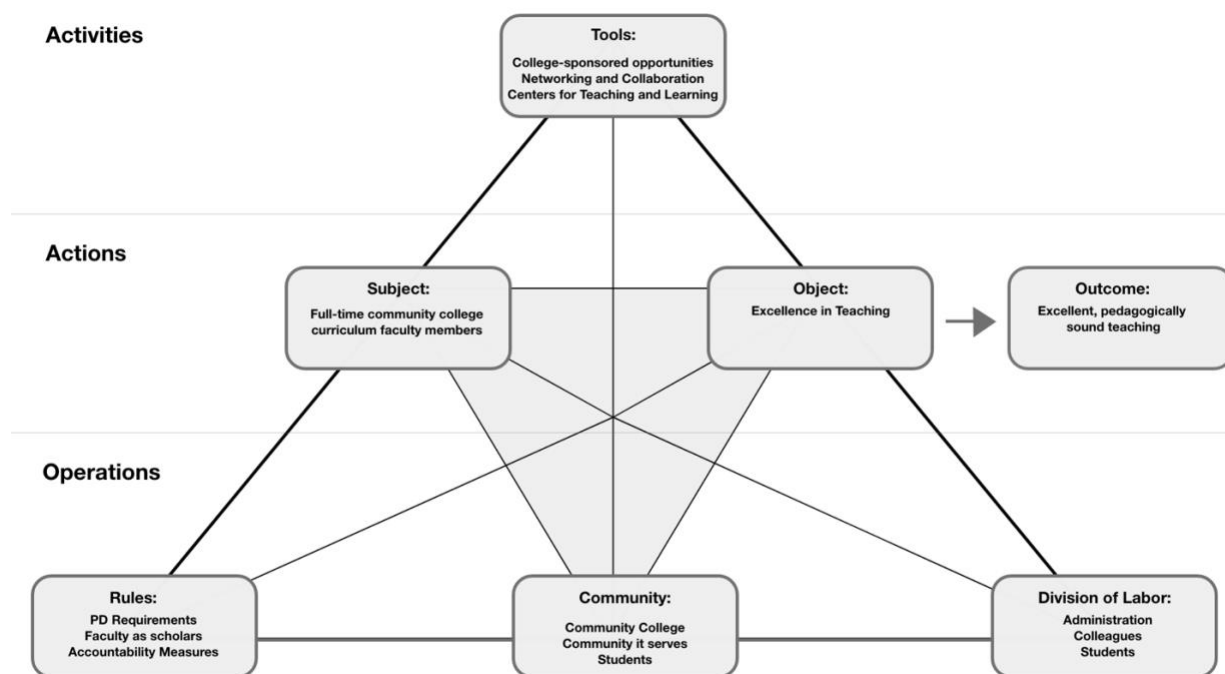 Activities
Tools:
College-sponsored opportunities
Networking and Collaboration
Centers for Teaching and Learning
Actions
Subject:
Full-time community college
curriculum faculty members
Object:
Excellence in Teaching
Outcome:
Excellent, pedagogically
sound teaching
Operations
Rules:
PD Requirements
Faculty as scholars
Accountability Measures
Community:
Community College
Community it serves
Students
Division of Labor:
Administration
Colleagues
Students